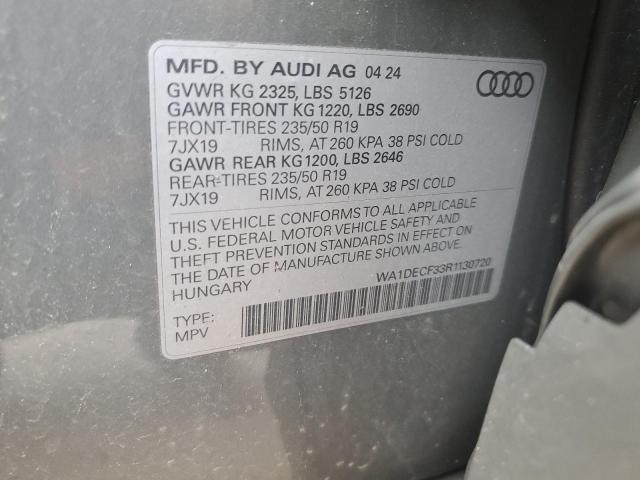 MFD. BY AUDI AG 04 24
GVWR KG 2325, LBS 5126
GAWR FRONT KG 1220, LBS 2690
FRONT-TIRES 235/50 R19
7JX19 RIMS, AT 260 KPA 38 PSI COLD
GAWR REAR KG 1200, LBS 2646
REAR-TIRES 235/50 R19
7JX19 RIMS, AT 260 KPA 38 PSI COLD
THIS VEHICLE CONFORMS TO ALL APPLICABLE
U.S. FEDERAL MOTOR VEHICLE SAFETY AND
THEFT PREVENTION STANDARDS IN EFFECT ON
THE DATE OF MANUFACTURE SHOWN ABOVE.
HUNGARY
WA1DECF33R1130720
TYPE:
MPV